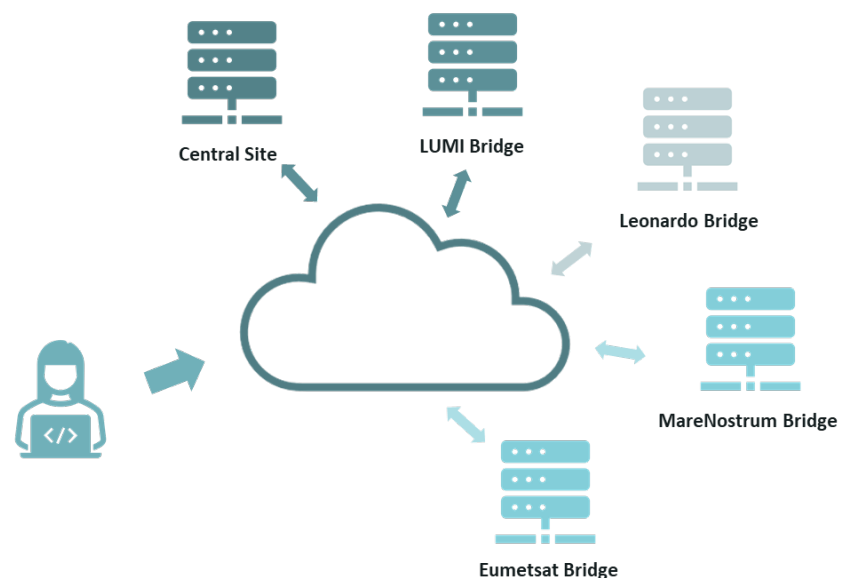 Central Site
LUMI Bridge
Leonardo Bridge
MareNostrum Bridge
</>
Eumetsat Bridge